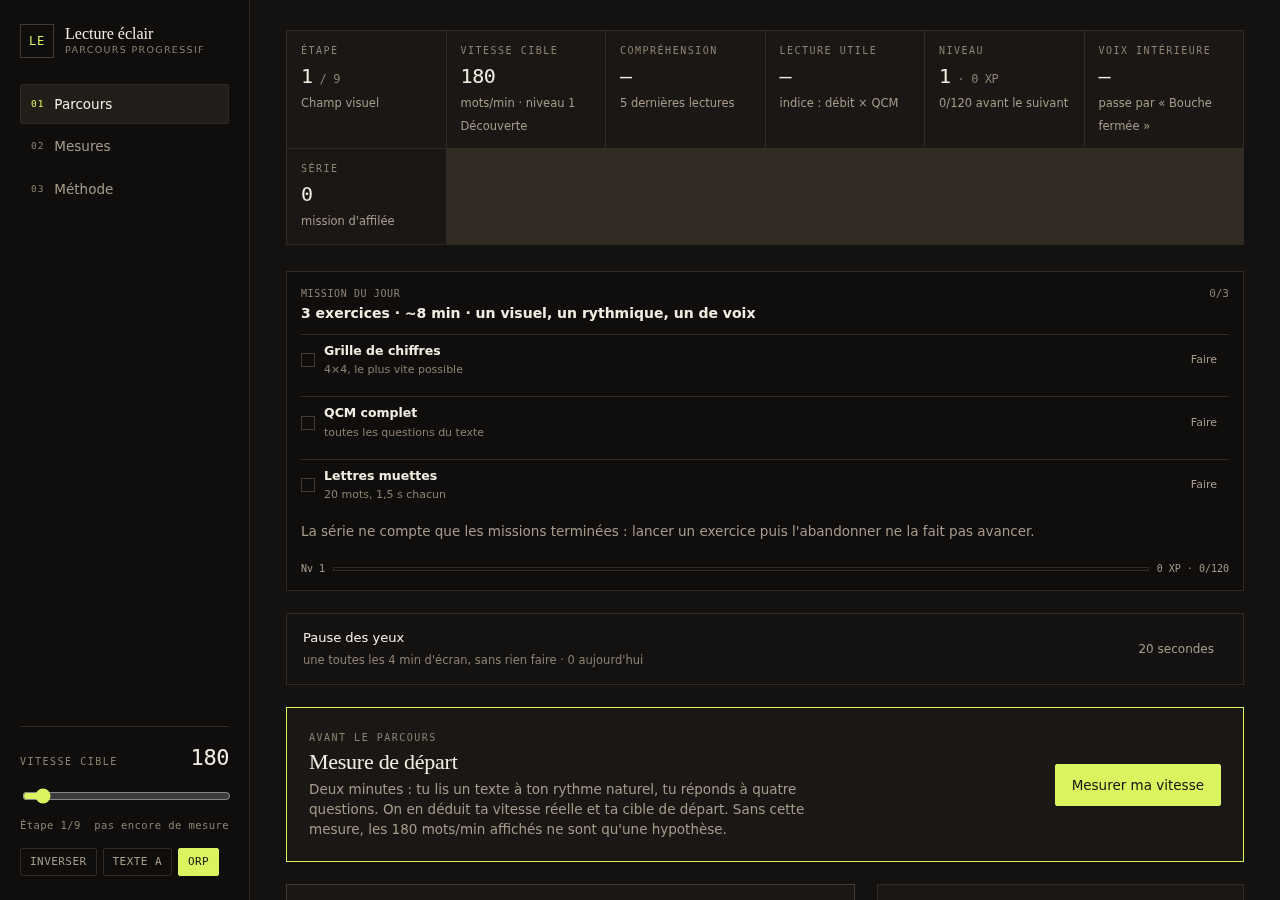 LE
Lecture éclair
PARCOURS PROGRESSIF
01 Parcours
02 Mesures
03 Méthode
VITESSE CIBLE 180
Étape 1/9 pas encore de mesure
INVERSER TEXTE A ORP
ÉTAPE
1 / 9
Champ visuel
VITESSE CIBLE
180
mots/min · niveau 1
Découverte
COMPRÉHENSION
—
5 dernières lectures
LECTURE UTILE
—
indice : débit × QCM
NIVEAU
1 · 0 XP
0/120 avant le suivant
VOIX INTÉRIEURE
—
passe par « Bouche
fermée »
SÉRIE
0
mission d'affilée
MISSION DU JOUR 0/3
3 exercices · ~8 min · un visuel, un rythmique, un de voix
Grille de chiffres
4×4, le plus vite possible
Faire
QCM complet
toutes les questions du texte
Faire
Lettres muettes
20 mots, 1,5 s chacun
Faire
La série ne compte que les missions terminées : lancer un exercice puis l'abandonner ne la fait pas avancer.
Nv 1 0 XP · 0/120
Pause des yeux
une toutes les 4 min d'écran, sans rien faire · 0 aujourd'hui
20 secondes
AVANT LE PARCOURS
Mesure de départ
Deux minutes : tu lis un texte à ton rythme naturel, tu réponds à quatre
questions. On en déduit ta vitesse réelle et ta cible de départ. Sans cette
mesure, les 180 mots/min affichés ne sont qu'une hypothèse.
Mesurer ma vitesse